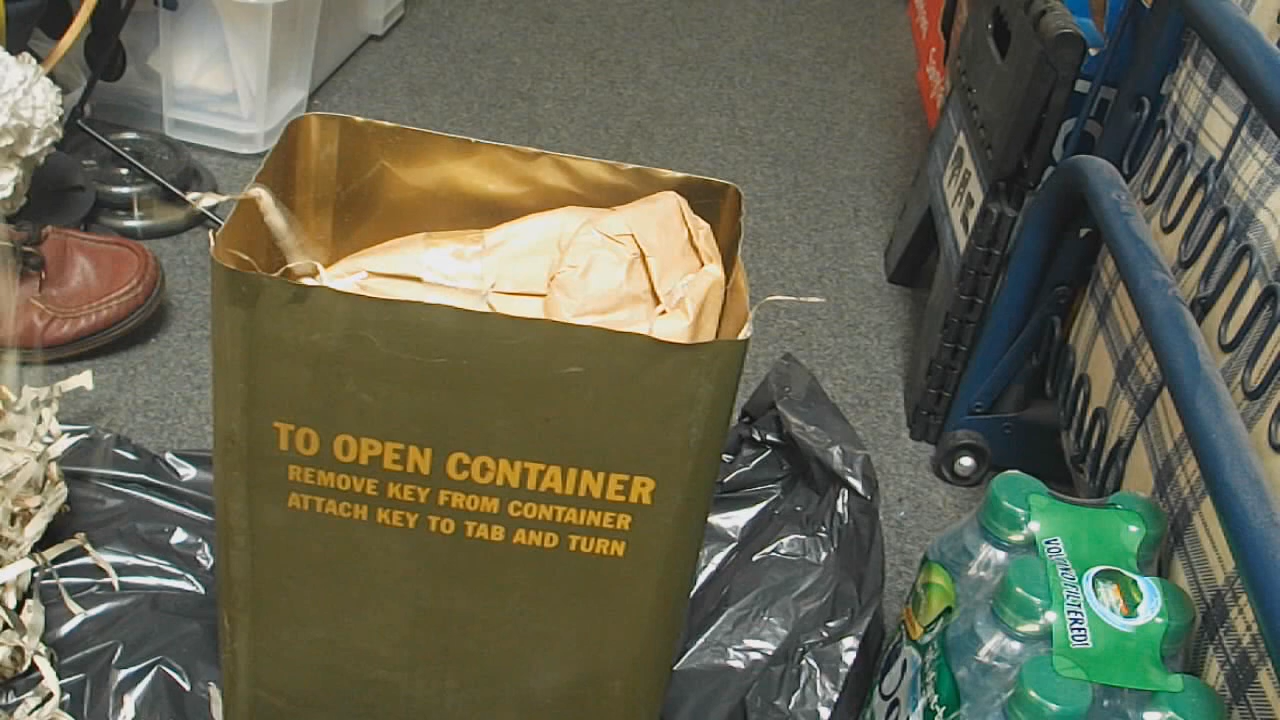 TO OPEN CONTAINER
REMOVE KEY FROM CONTAINER
ATTACH KEY TO TAB AND TURN